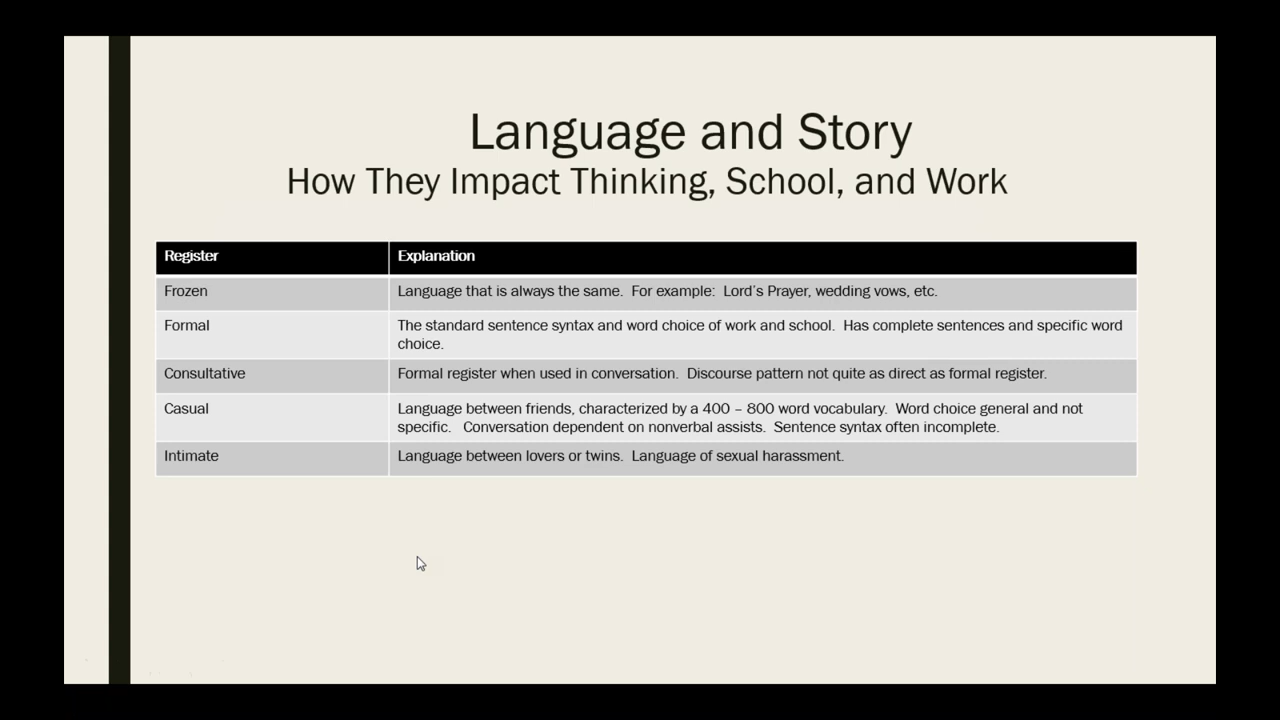 Language and Story
How They Impact Thinking, School, and Work
Register Explanation
Frozen Language that is always the same.  For example:  Lord's Prayer, wedding vows, etc.
Formal The standard sentence syntax and word choice of work and school.  Has complete sentences and specific word
choice.
Consultative Formal register when used in conversation.  Discourse pattern not quite as direct as formal register.
Casual Language between friends, characterized by a 400 – 800 word vocabulary.  Word choice general and not
specific.   Conversation dependent on nonverbal assists.  Sentence syntax often incomplete.
Intimate Language between lovers or twins.  Language of sexual harassment.